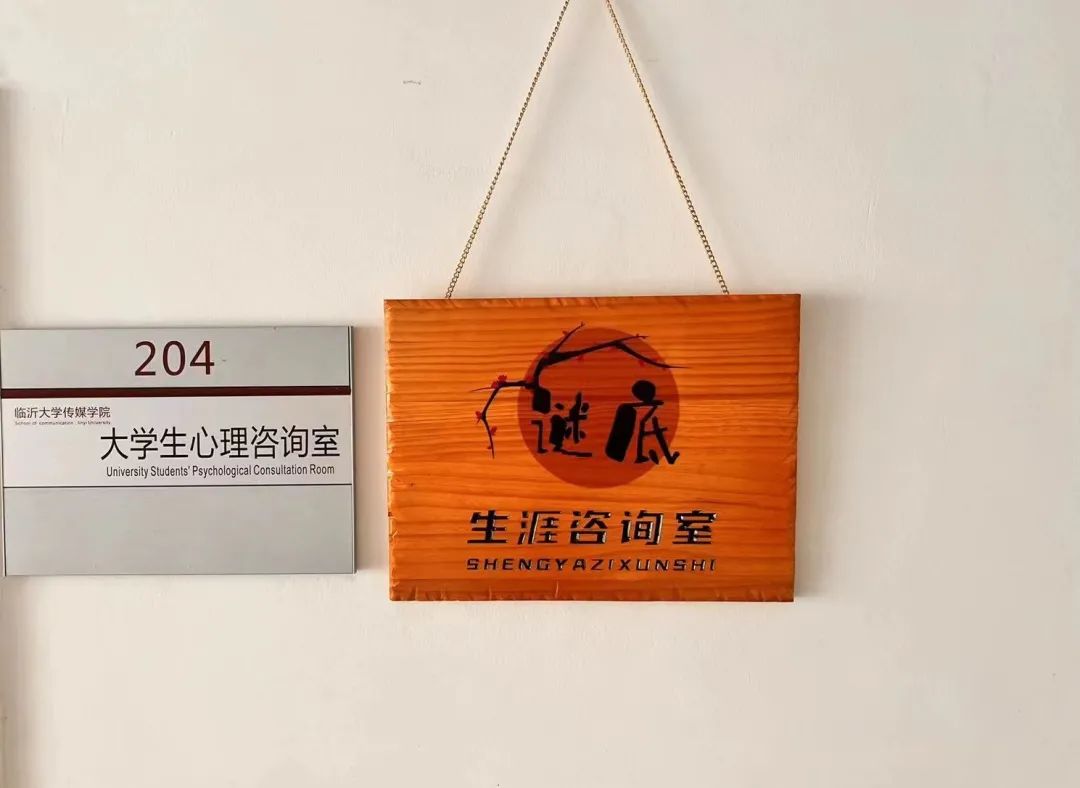 204
临沂大学传媒学院
School of communication , linyi University
大学生心理咨询室
University Students' Psychological Consultation Room
谜底
生涯咨询室
SHENGYAZIXUNSHI